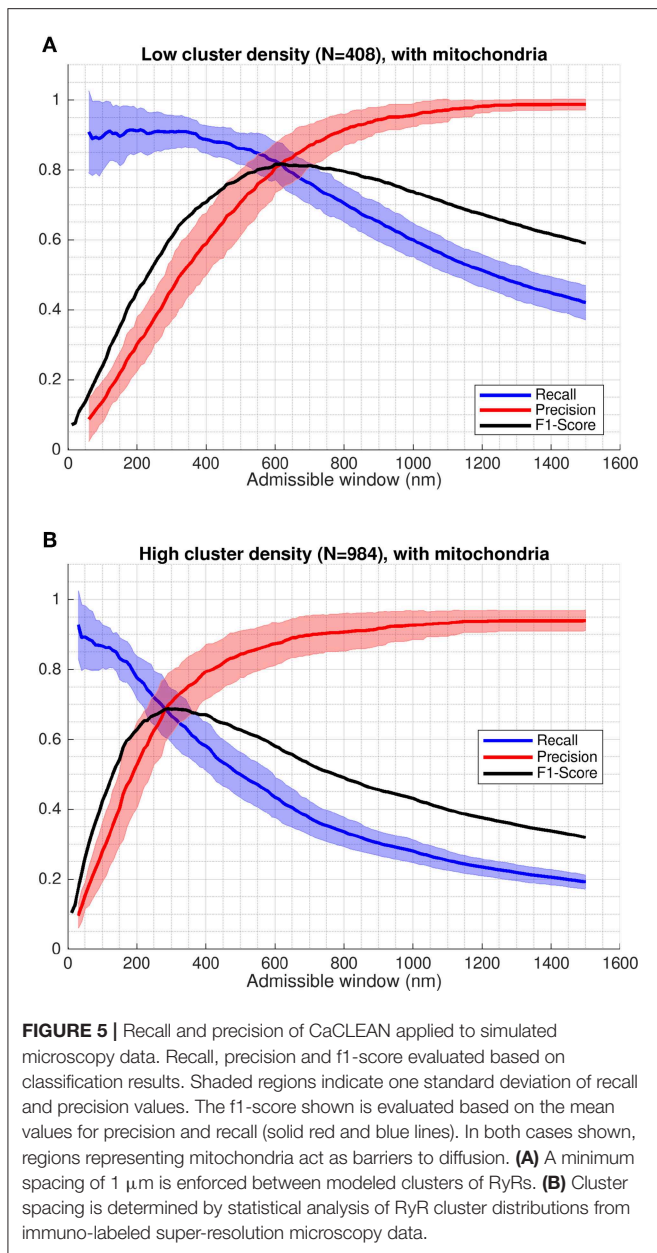 A
Low cluster density (N=408), with mitochondria
1
0.8
0.6
0.4
0.2
0
Recall
Precision
F1-Score
0 200 400 600 800 1000 1200 1400 1600
Admissible window (nm)
B
High cluster density (N=984), with mitochondria
1
0.8
0.6
0.4
0.2
0
Recall
Precision
F1-Score
0 200 400 600 800 1000 1200 1400 1600
Admissible window (nm)
FIGURE 5 | Recall and precision of CaCLEAN applied to simulated
microscopy data. Recall, precision and f1-score evaluated based on
classification results. Shaded regions indicate one standard deviation of recall
and precision values. The f1-score shown is evaluated based on the mean
values for precision and recall (solid red and blue lines). In both cases shown,
regions representing mitochondria act as barriers to diffusion. (A) A minimum
spacing of 1 μm is enforced between modeled clusters of RyRs. (B) Cluster
spacing is determined by statistical analysis of RyR cluster distributions from
immuno-labeled super-resolution microscopy data.